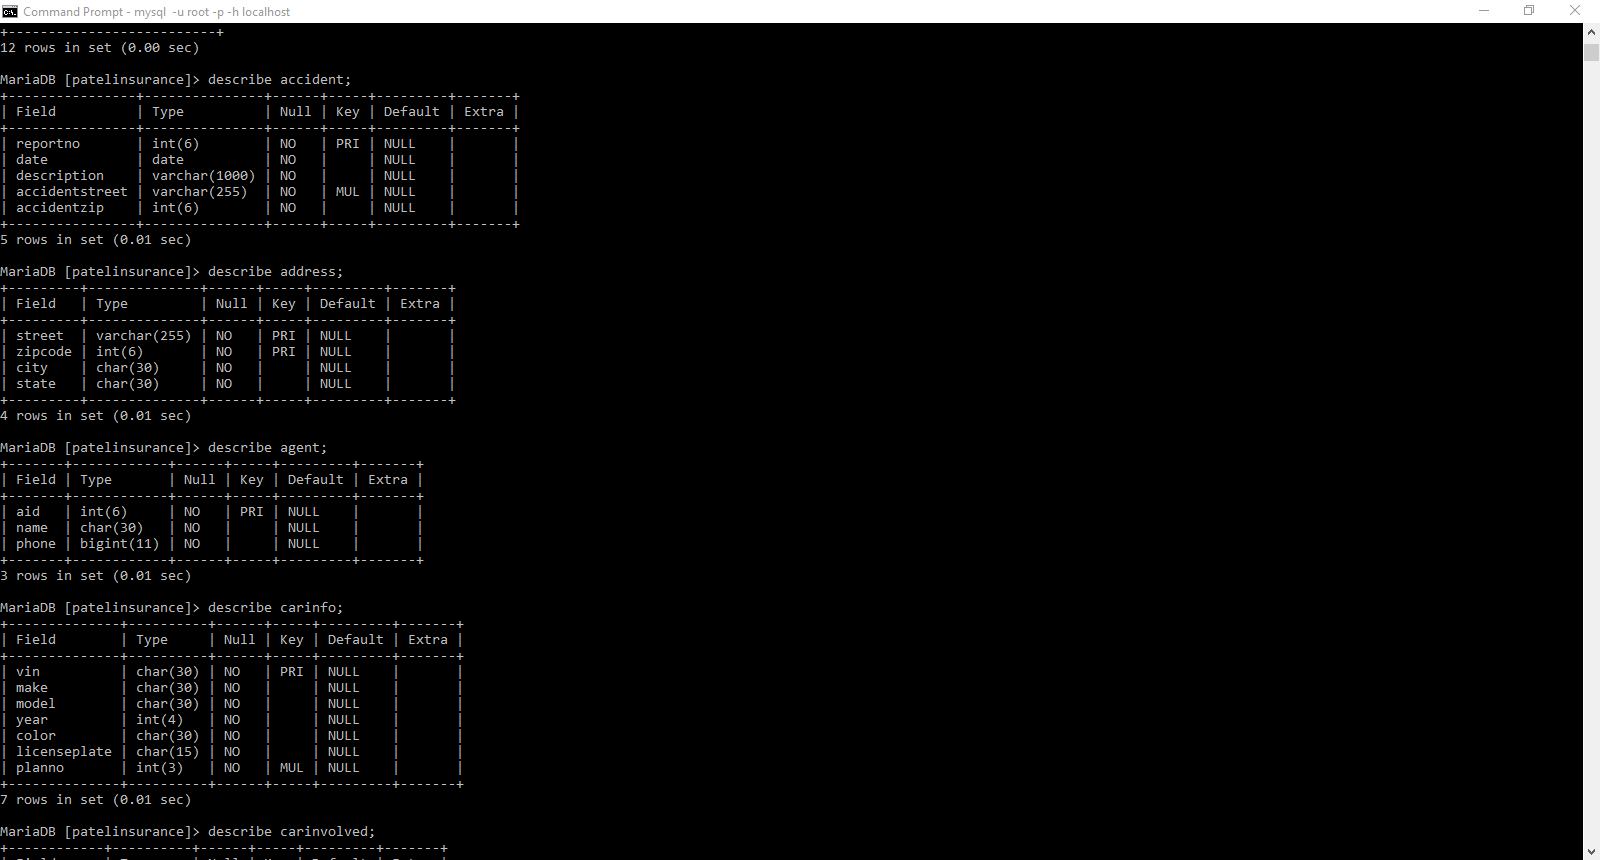 Command Prompt - mysql  -u root -p -h localhost
+--------------------------+
12 rows in set (0.00 sec)
MariaDB [patelinsurance]> describe accident;
+----------------+---------------+------+-----+---------+-------+
| Field          | Type          | Null | Key | Default | Extra |
+----------------+---------------+------+-----+---------+-------+
| reportno       | int(6)        | NO   | PRI | NULL    |       |
| date           | date          | NO   |     | NULL    |       |
| description    | varchar(1000) | NO   |     | NULL    |       |
| accidentstreet | varchar(255)  | NO   | MUL | NULL    |       |
| accidentzip    | int(6)        | NO   |     | NULL    |       |
+----------------+---------------+------+-----+---------+-------+
5 rows in set (0.01 sec)
MariaDB [patelinsurance]> describe address;
+---------+--------------+------+-----+---------+-------+
| Field   | Type         | Null | Key | Default | Extra |
+---------+--------------+------+-----+---------+-------+
| street  | varchar(255) | NO   | PRI | NULL    |       |
| zipcode | int(6)       | NO   | PRI | NULL    |       |
| city    | char(30)     | NO   |     | NULL    |       |
| state   | char(30)     | NO   |     | NULL    |       |
+---------+--------------+------+-----+---------+-------+
4 rows in set (0.01 sec)
MariaDB [patelinsurance]> describe agent;
+-------+------------+------+-----+---------+-------+
| Field | Type       | Null | Key | Default | Extra |
+-------+------------+------+-----+---------+-------+
| aid   | int(6)     | NO   | PRI | NULL    |       |
| name  | char(30)   | NO   |     | NULL    |       |
| phone | bigint(11) | NO   |     | NULL    |       |
+-------+------------+------+-----+---------+-------+
3 rows in set (0.01 sec)
MariaDB [patelinsurance]> describe carinfo;
+--------------+----------+------+-----+---------+-------+
| Field        | Type     | Null | Key | Default | Extra |
+--------------+----------+------+-----+---------+-------+
| vin          | char(30) | NO   | PRI | NULL    |       |
| make         | char(30) | NO   |     | NULL    |       |
| model        | char(30) | NO   |     | NULL    |       |
| year         | int(4)   | NO   |     | NULL    |       |
| color        | char(30) | NO   |     | NULL    |       |
| licenseplate | char(15) | NO   |     | NULL    |       |
| planno       | int(3)   | NO   | MUL | NULL    |       |
+--------------+----------+------+-----+---------+-------+
7 rows in set (0.01 sec)
MariaDB [patelinsurance]> describe carinvolved;
+------------+----------+------+-----+---------+-------+